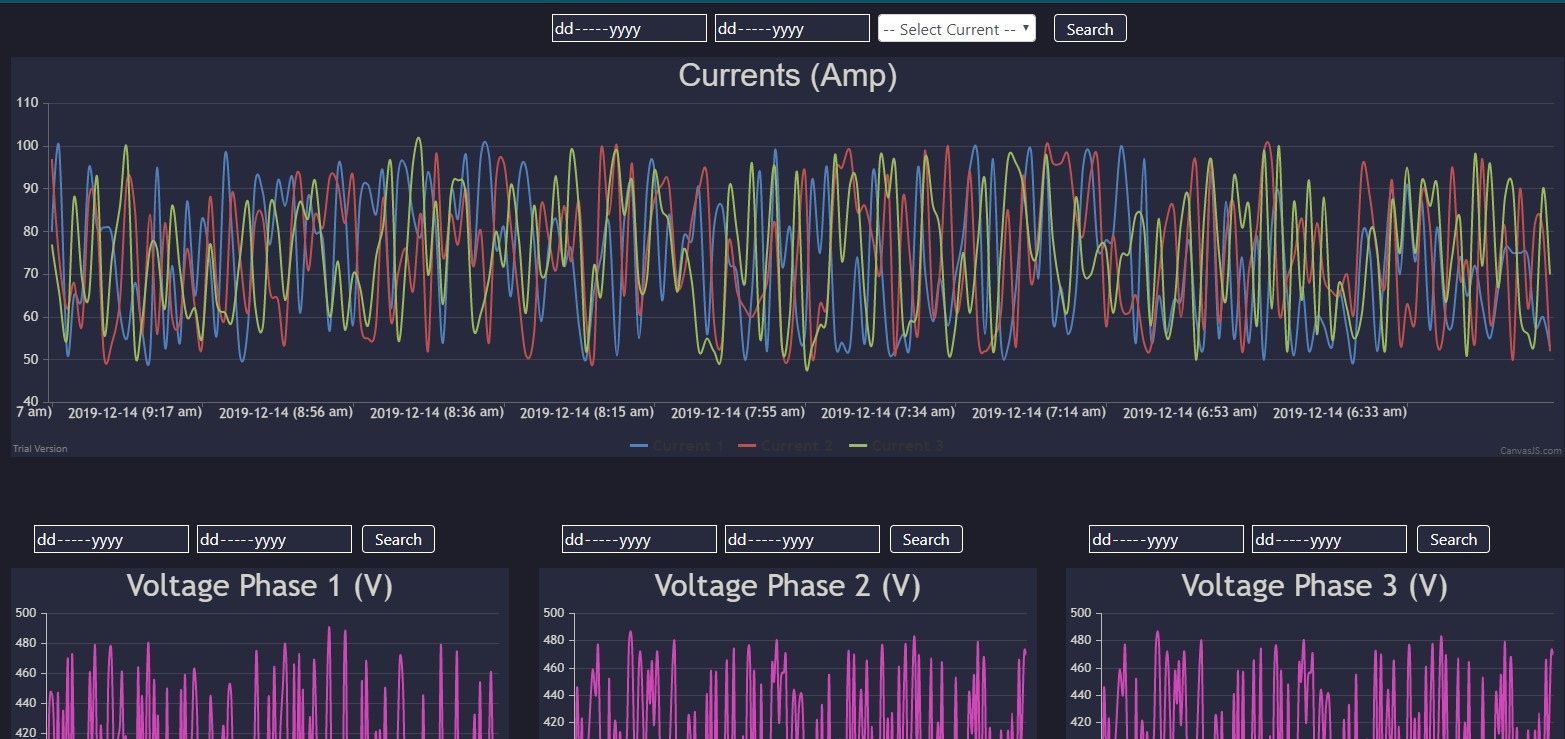 dd-----yyyy dd-----yyyy -- Select Current -- Search
Currents (Amp)
110
100
90
80
70
60
50
40
7 am) 2019-12-14 (9:17 am) 2019-12-14 (8:56 am) 2019-12-14 (8:36 am) 2019-12-14 (8:15 am) 2019-12-14 (7:55 am) 2019-12-14 (7:34 am) 2019-12-14 (7:14 am) 2019-12-14 (6:53 am) 2019-12-14 (6:33 am)
Current 1 Current 2 Current 3
Trial Version CanvasJS.com
dd-----yyyy dd-----yyyy Search
Voltage Phase 1 (V)
500
480
460
440
420
dd-----yyyy dd-----yyyy Search
Voltage Phase 2 (V)
500
480
460
440
420
dd-----yyyy dd-----yyyy Search
Voltage Phase 3 (V)
500
480
460
440
420